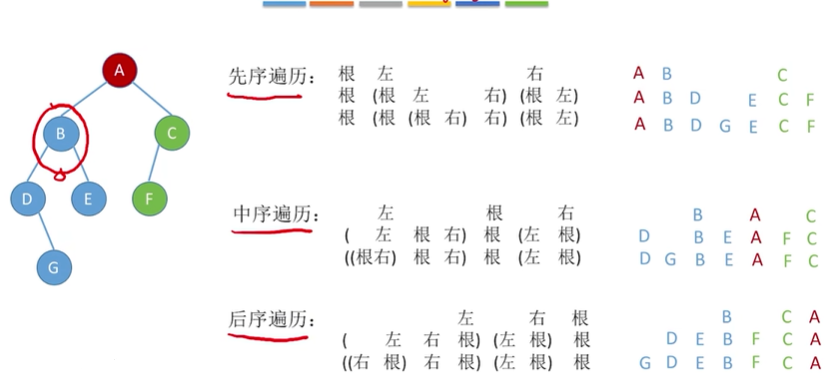 A
B
C
D
E
F
G
先序遍历：
根 左 右
根 (根 左 右) (根 左)
根 (根 (根 右) 右) (根 左)
A B C
A B D E C F
A B D G E C F
中序遍历：
左 根 右
( 左 根 右) 根 (左 根)
((根右) 根 右) 根 (左 根)
B A C
D B E A F C
D G B E A F C
后序遍历：
左 右 根
( 左 右 根) (左 根) 根
((右 根) 右 根) (左 根) 根
B C A
D E B F C A
G D E B F C A